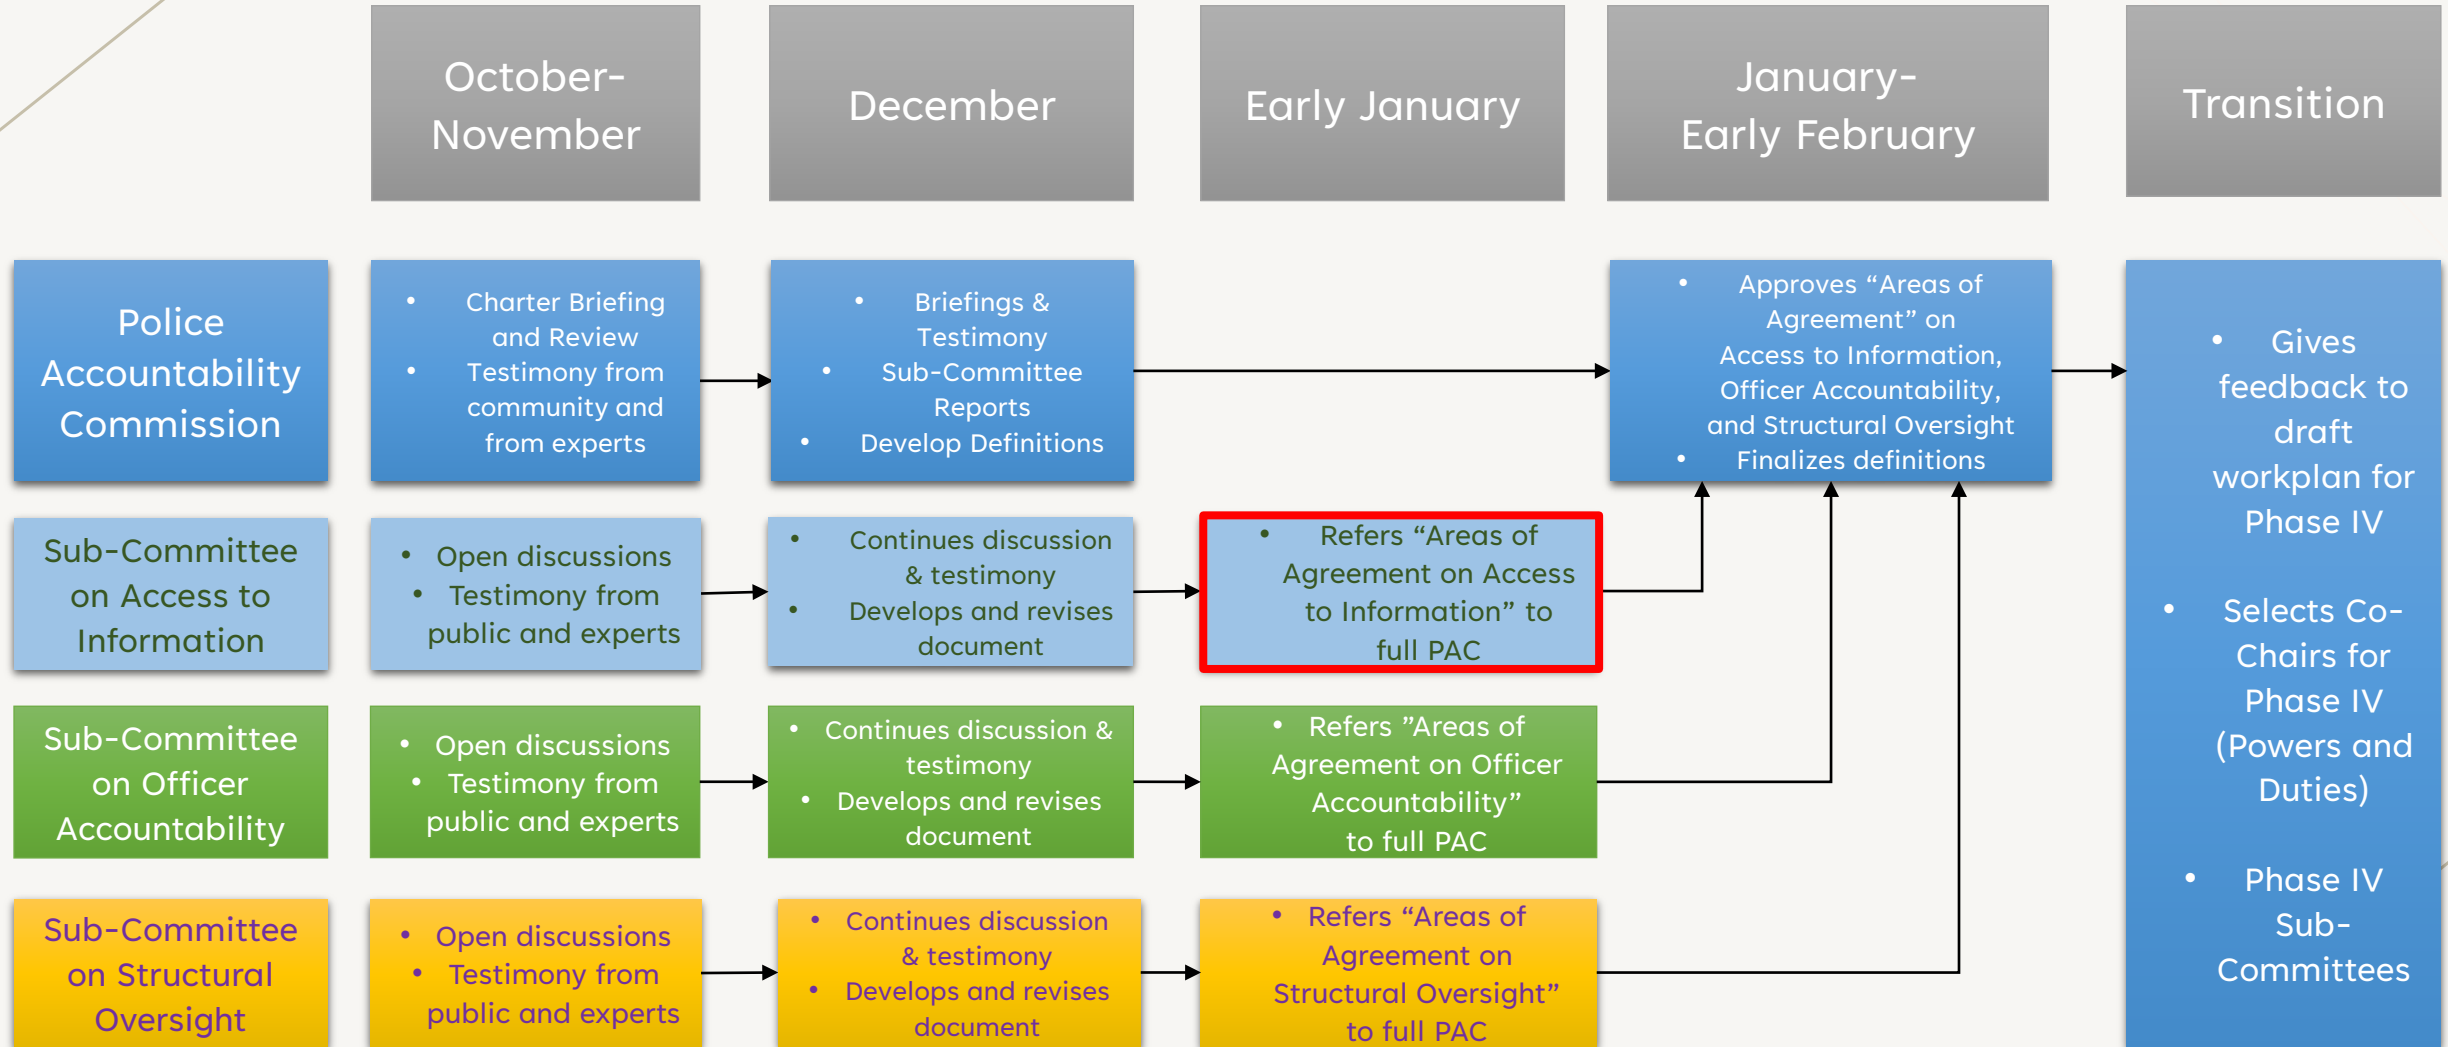 October-
November
December
Early January
January-
Early February
Transition
Police
Accountability
Commission
• Charter Briefing
and Review
• Testimony from
community and
from experts
• Briefings &
Testimony
• Sub-Committee
Reports
• Develop Definitions
• Approves “Areas of
Agreement” on
Access to Information,
Officer Accountability,
and Structural Oversight
• Finalizes definitions
• Gives
feedback to
draft
workplan for
Phase IV
• Selects Co-
Chairs for
Phase IV
(Powers and
Duties)
• Phase IV
Sub-
Committees
Sub-Committee
on Access to
Information
• Open discussions
• Testimony from
public and experts
• Continues discussion
& testimony
• Develops and revises
document
• Refers “Areas of
Agreement on Access
to Information” to
full PAC
Sub-Committee
on Officer
Accountability
• Open discussions
• Testimony from
public and experts
• Continues discussion &
testimony
• Develops and revises
document
• Refers ”Areas of
Agreement on Officer
Accountability”
to full PAC
Sub-Committee
on Structural
Oversight
• Open discussions
• Testimony from
public and experts
• Continues discussion
& testimony
• Develops and revises
document
• Refers “Areas of
Agreement on
Structural Oversight”
to full PAC